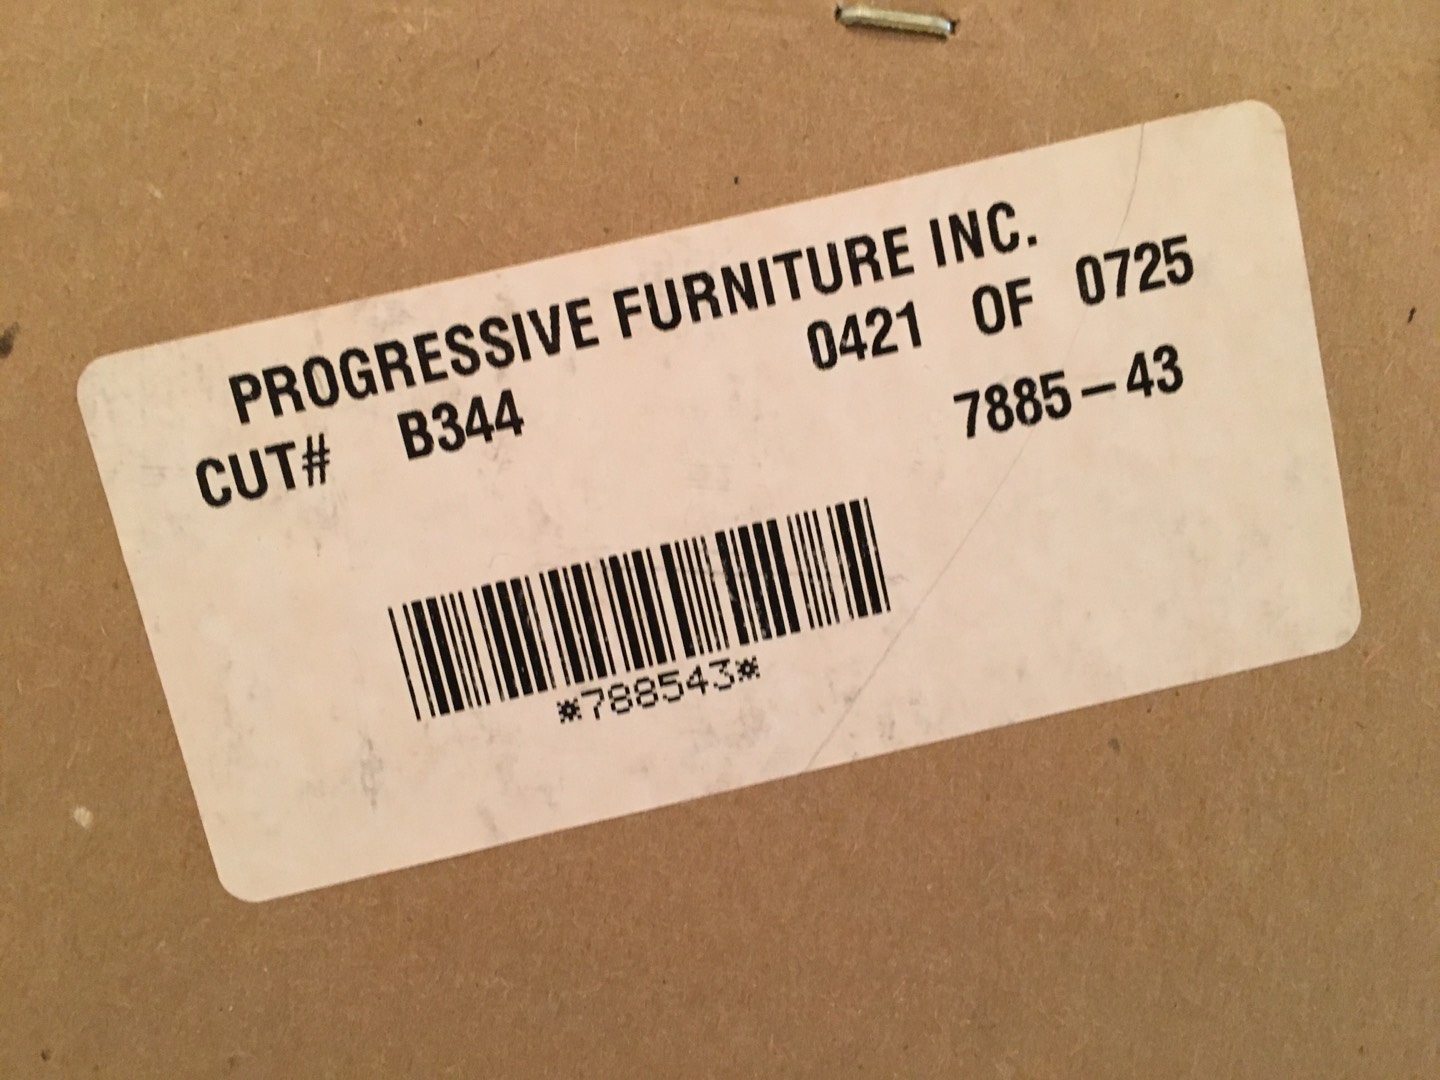 PROGRESSIVE FURNITURE INC.
CUT# B344 0421 OF 0725
7885-43
*788543*